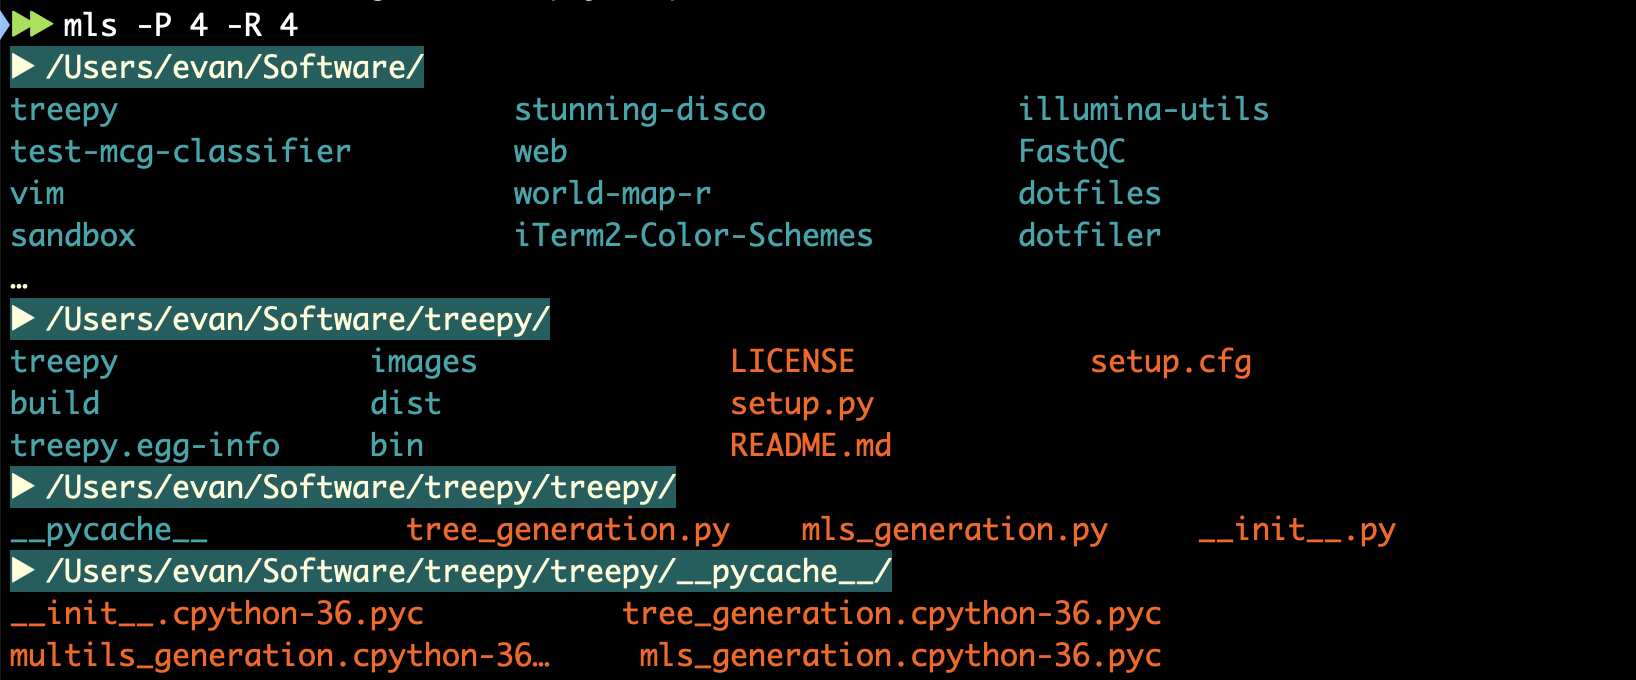 mls -P 4 -R 4
▶ /Users/evan/Software/
treepy stunning-disco illumina-utils
test-mcg-classifier web FastQC
vim world-map-r dotfiles
sandbox iTerm2-Color-Schemes dotfiler
…
▶ /Users/evan/Software/treepy/
treepy images LICENSE setup.cfg
build dist setup.py
treepy.egg-info bin README.md
▶ /Users/evan/Software/treepy/treepy/
__pycache__ tree_generation.py mls_generation.py __init__.py
▶ /Users/evan/Software/treepy/treepy/__pycache__/
__init__.cpython-36.pyc tree_generation.cpython-36.pyc
multils_generation.cpython-36… mls_generation.cpython-36.pyc